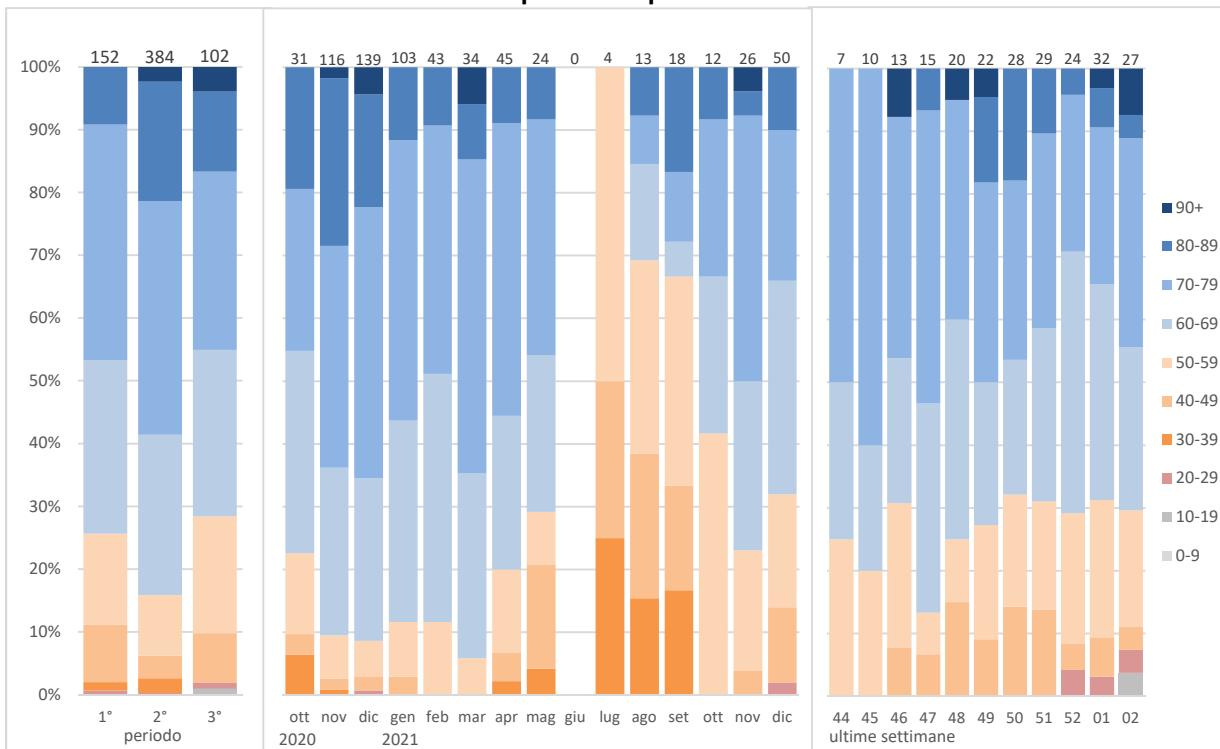 152 384 102
31 116 139 103 43 34 45 24 0 4 13 18 12 26 50
7 10 13 15 20 22 28 29 24 32 27
100%
90%
80%
70%
60%
50%
40%
30%
20%
10%
0%
1° 2° 3°
periodo
ott nov dic gen feb mar apr mag giu lug ago set ott nov dic
2020 2021
44 45 46 47 48 49 50 51 52 01 02
ultime settimane
90+
80-89
70-79
60-69
50-59
40-49
30-39
20-29
10-19
0-9